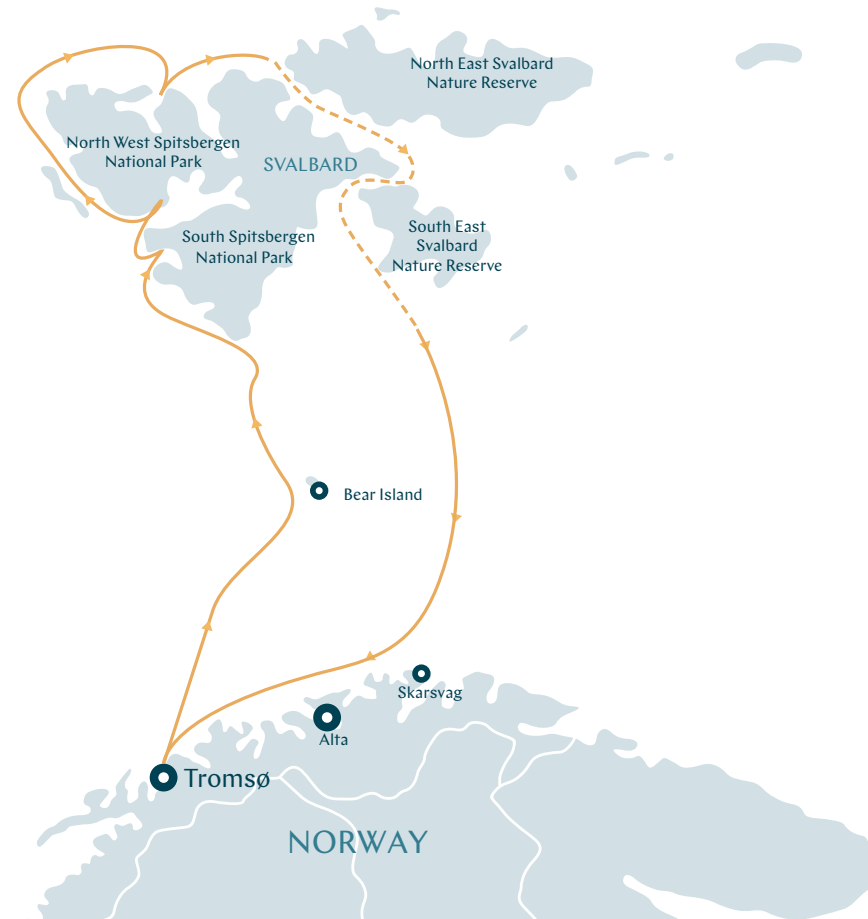 North East Svalbard
Nature Reserve
North West Spitsbergen
National Park
SVALBARD
South Spitsbergen
National Park
South East
Svalbard
Nature Reserve
Bear Island
Skarsvag
Alta
Tromsø
NORWAY